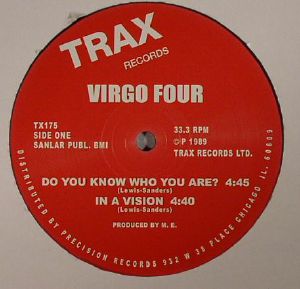 TRAX
RECORDS
VIRGO FOUR
TX175
SIDE ONE
SANLAR PUBL. BMI
33.3 RPM
℗ 1989
TRAX RECORDS LTD.
DO YOU KNOW WHO YOU ARE? 4:45
(Lewis-Sanders)
IN A VISION 4:40
(Lewis-Sanders)
PRODUCED BY M. E.
DISTRIBUTED BY PRECISION RECORDS 932 W 38 PLACE CHICAGO IL. 60609